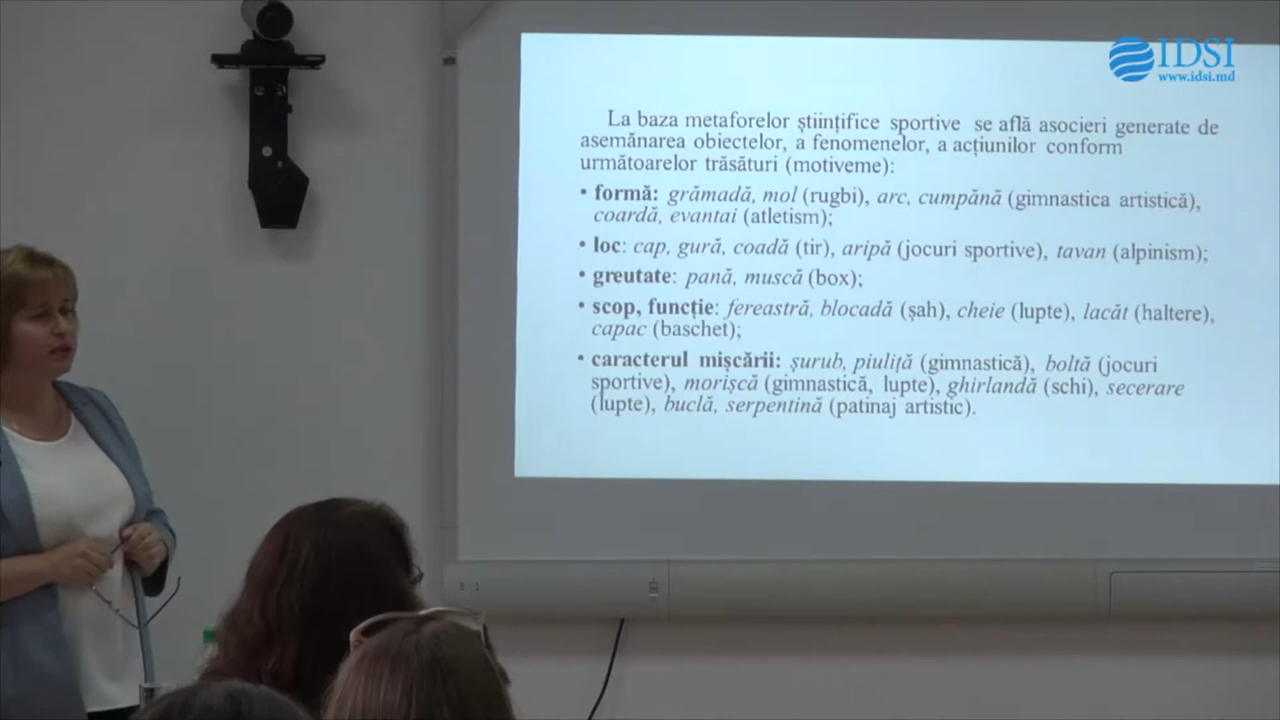 IDSI
www.idsi.md
La baza metaforelor științifice sportive se află asocieri generate de
asemănarea obiectelor, a fenomenelor, a acțiunilor conform
următoarelor trăsături (motiveme):
• formă: grămadă, mol (rugbi), arc, cumpănă (gimnastica artistică),
coardă, evantai (atletism);
• loc: cap, gură, coadă (tir), aripă (jocuri sportive), tavan (alpinism);
• greutate: pană, muscă (box);
• scop, funcție: fereastră, blocadă (șah), cheie (lupte), lacăt (haltere),
capac (baschet);
• caracterul mișcării: șurub, piuliță (gimnastică), boltă (jocuri
sportive), morișcă (gimnastică, lupte), ghirlandă (schi), secerare
(lupte), buclă, serpentină (patinaj artistic).